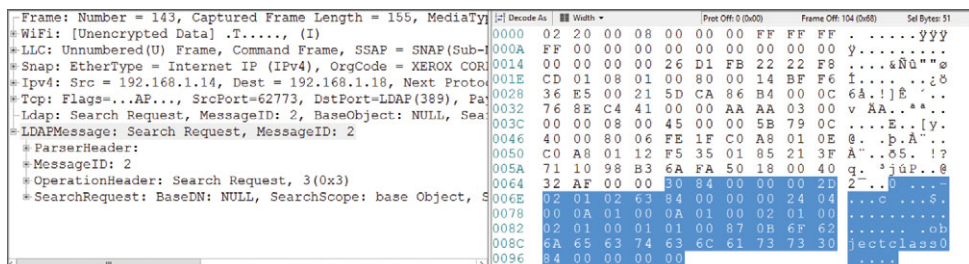 Frame: Number = 143, Captured Frame Length = 155, MediaTy
WiFi: [Unencrypted Data] .T....., (I)
LLC: Unnumbered(U) Frame, Command Frame, SSAP = SNAP(Sub-
Snap: EtherType = Internet IP (IPv4), OrgCode = XEROX COR
Ipv4: Src = 192.168.1.14, Dest = 192.168.1.18, Next Proto
Tcp: Flags=...AP..., SrcPort=62773, DstPort=LDAP(389), Pa
Ldap: Search Request, MessageID: 2, BaseObject: NULL, Sea
LDAPMessage: Search Request, MessageID: 2
ParserHeader:
MessageID: 2
OperationHeader: Search Request, 3(0x3)
SearchRequest: BaseDN: NULL, SearchScope: base Object, S
Decode As Width Prot Off: 0 (0x00) Frame Off: 104 (0x68) Sel Bytes: 51
0000 02 20 00 08 00 00 00 FF FF FF . ......ÿÿÿ
000A FF 00 00 00 00 00 00 00 00 00 ÿ.........
0014 00 00 00 00 26 D1 FB 22 22 F8 ....&Ñû""ø
001E CD 01 08 01 00 80 00 14 BF F6
0028 36 E5 00 21 5D CA 86 B4 00 0C
0032 76 8E C4 41 00 00 AA AA 03 00
003C 00 00 08 00 45 00 00 5B 79 0C ....E..[y.
0046 40 00 80 06 FE 1F C0 A8 01 0E
0050 C0 A8 01 12 F5 35 01 85 21 3F
005A 71 10 98 B3 6A FA 50 18 00 40
0064 32 AF 00 00 30 84 00 00 00 2D
006E 02 01 02 63 84 00 00 00 24 04 ...c ...$.
0078 00 0A 01 00 0A 01 00 02 01 00 ..........
0082 02 01 00 01 01 00 87 0B 6F 62 ........ob
008C 6A 65 63 74 63 6C 61 73 73 30 jectclass0
0096 84 00 00 00 00 ....